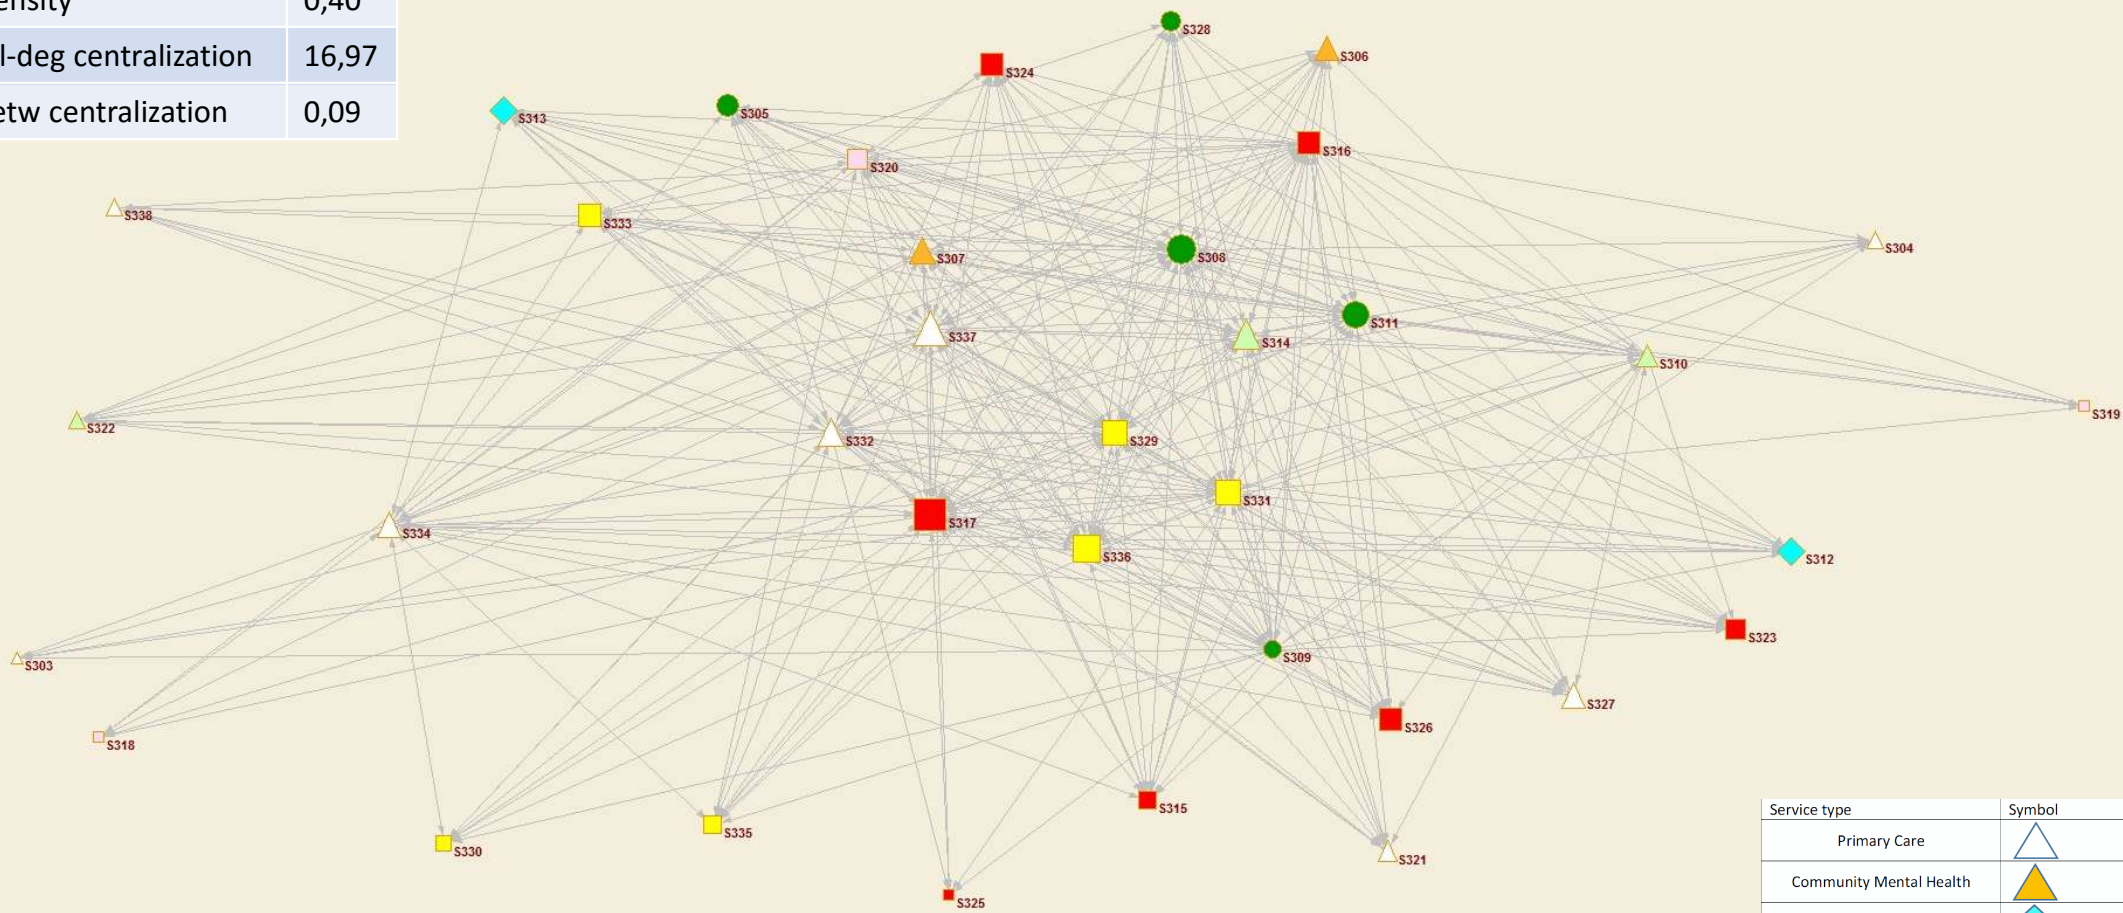 ensity 0,40
l-deg centralization 16,97
etw centralization 0,09
S328
S306
S324
S313
S305
S316
S320
S338
S333
S304
S307
S308
S311
S337
S314
S310
S319
S322
S332
S329
S331
S317
S334
S336
S312
S323
S303
S309
S327
S326
S318
S315
S335
S330
S321
S325
Service type Symbol
Primary Care
Community Mental Health